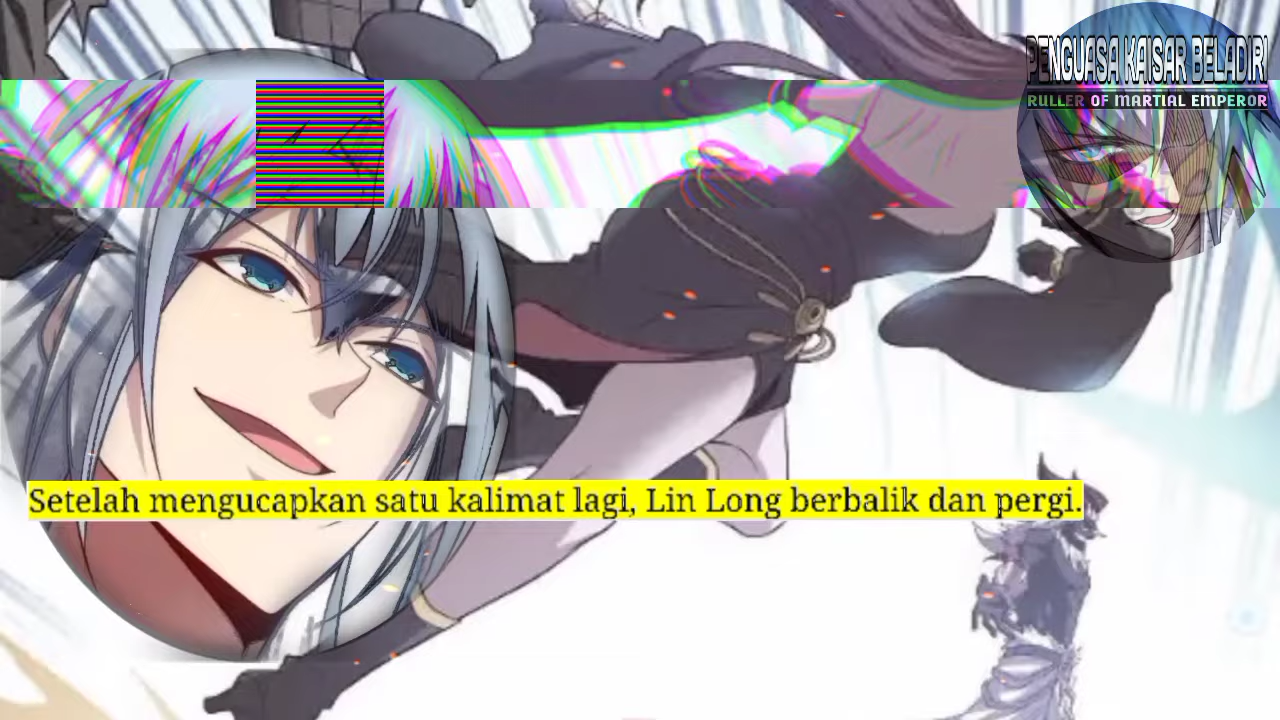 PENGUASA KAISAR BELADIRI
RULLER OF MARTIAL EMPEROR
Setelah mengucapkan satu kalimat lagi, Lin Long berbalik dan pergi.